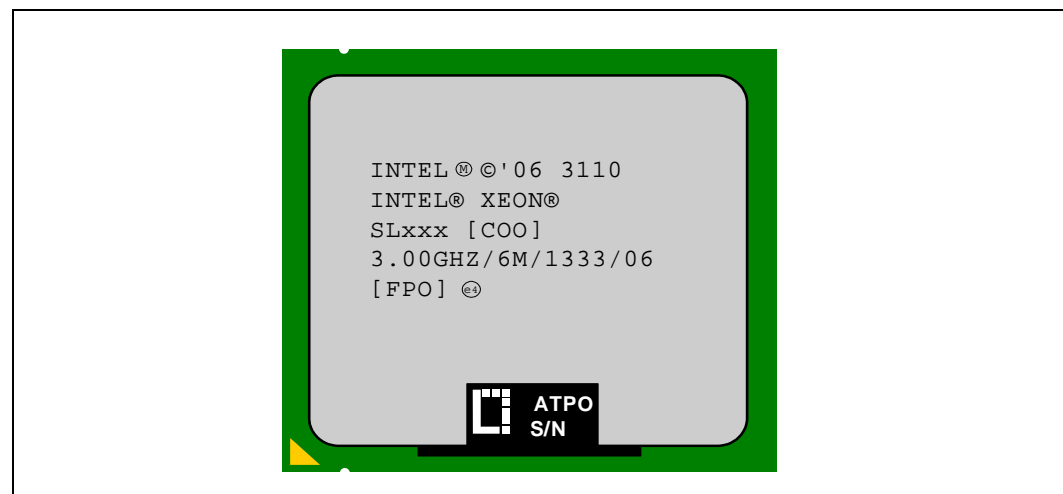 INTEL Ⓜ ©'06 3110
INTEL® XEON®
SLxxx [COO]
3.00GHZ/6M/1333/06
[FPO] ⓔ4
ATPO
S/N